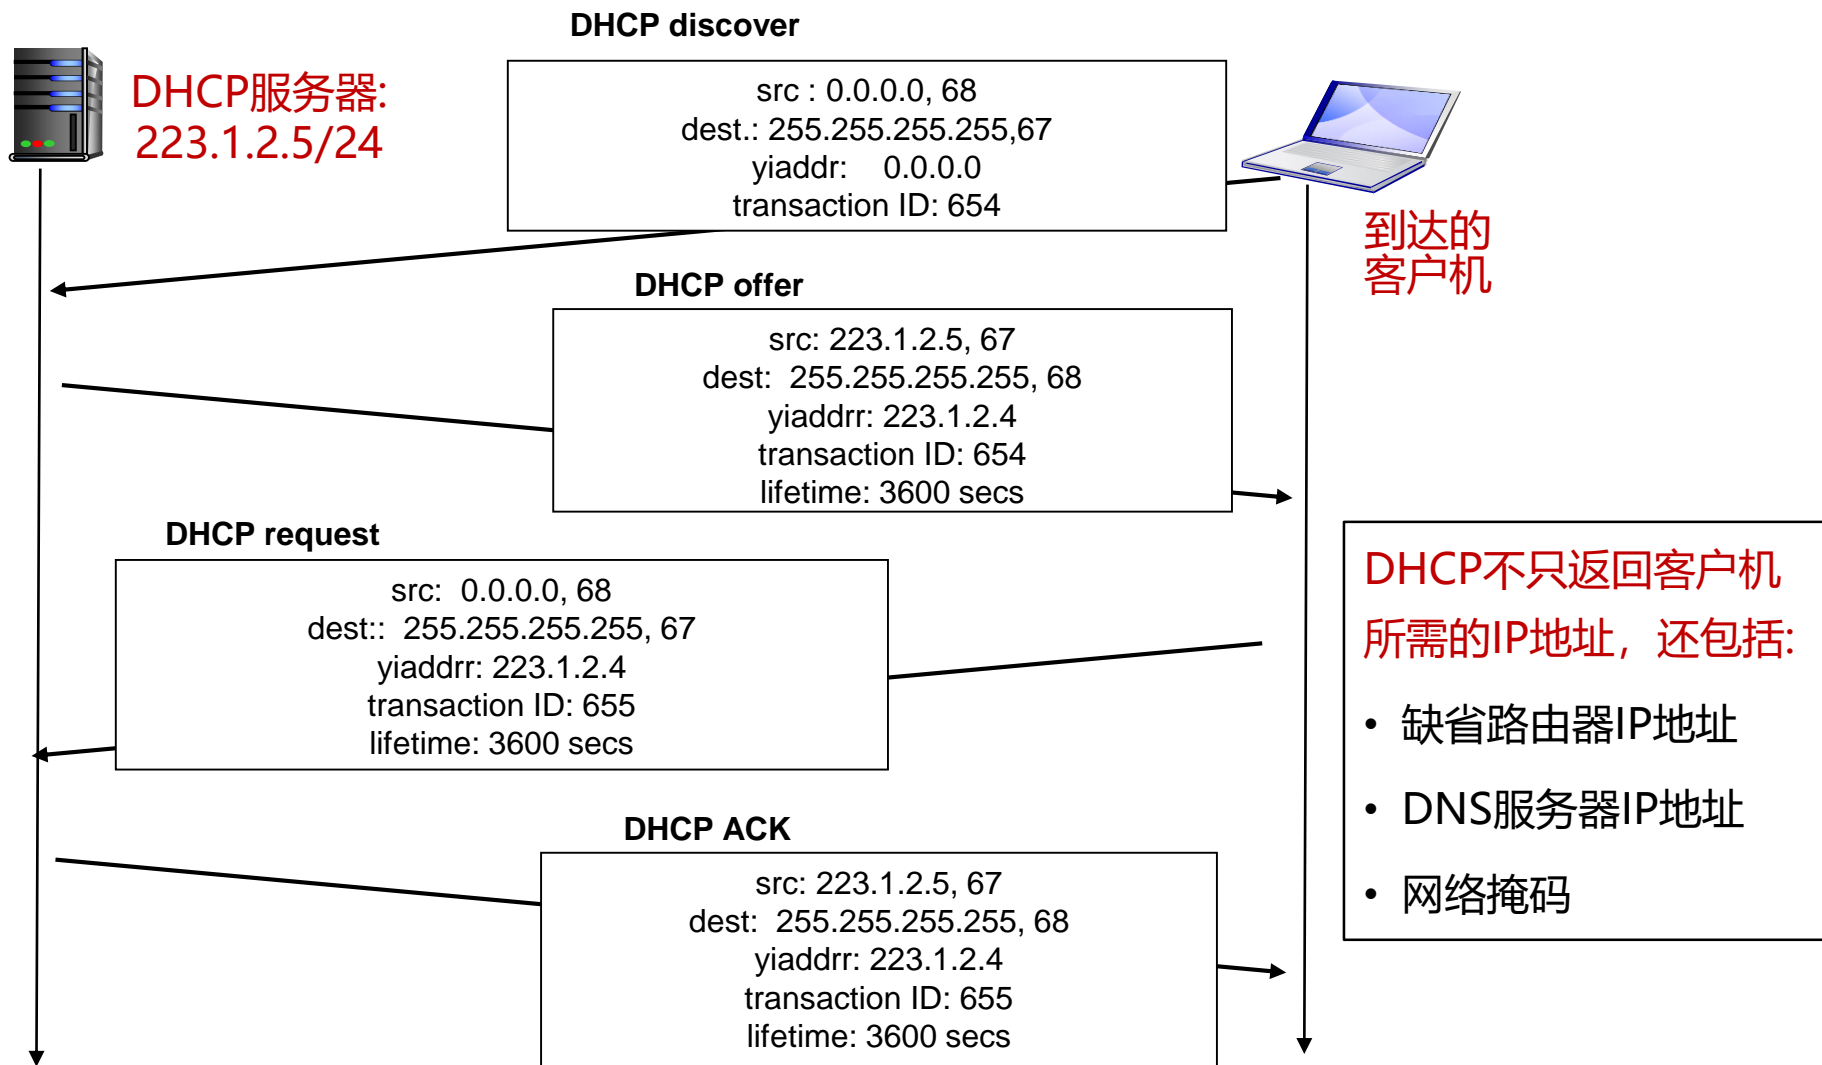 DHCP discover
DHCP服务器:
223.1.2.5/24
src : 0.0.0.0, 68
dest.: 255.255.255.255,67
yiaddr: 0.0.0.0
transaction ID: 654
到达的
客户机
DHCP offer
src: 223.1.2.5, 67
dest: 255.255.255.255, 68
yiaddrr: 223.1.2.4
transaction ID: 654
lifetime: 3600 secs
DHCP request
src: 0.0.0.0, 68
dest:: 255.255.255.255, 67
yiaddrr: 223.1.2.4
transaction ID: 655
lifetime: 3600 secs
DHCP ACK
src: 223.1.2.5, 67
dest: 255.255.255.255, 68
yiaddrr: 223.1.2.4
transaction ID: 655
lifetime: 3600 secs
DHCP不只返回客户机
所需的IP地址，还包括:
• 缺省路由器IP地址
• DNS服务器IP地址
• 网络掩码